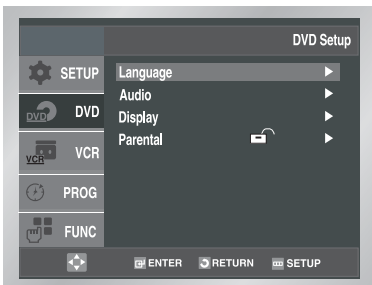 DVD Setup
SETUP
Language
Audio
DVD
DVD
Display
Parental
VCR
VCR
PROG
FUNC
ENTER RETURN SETUP